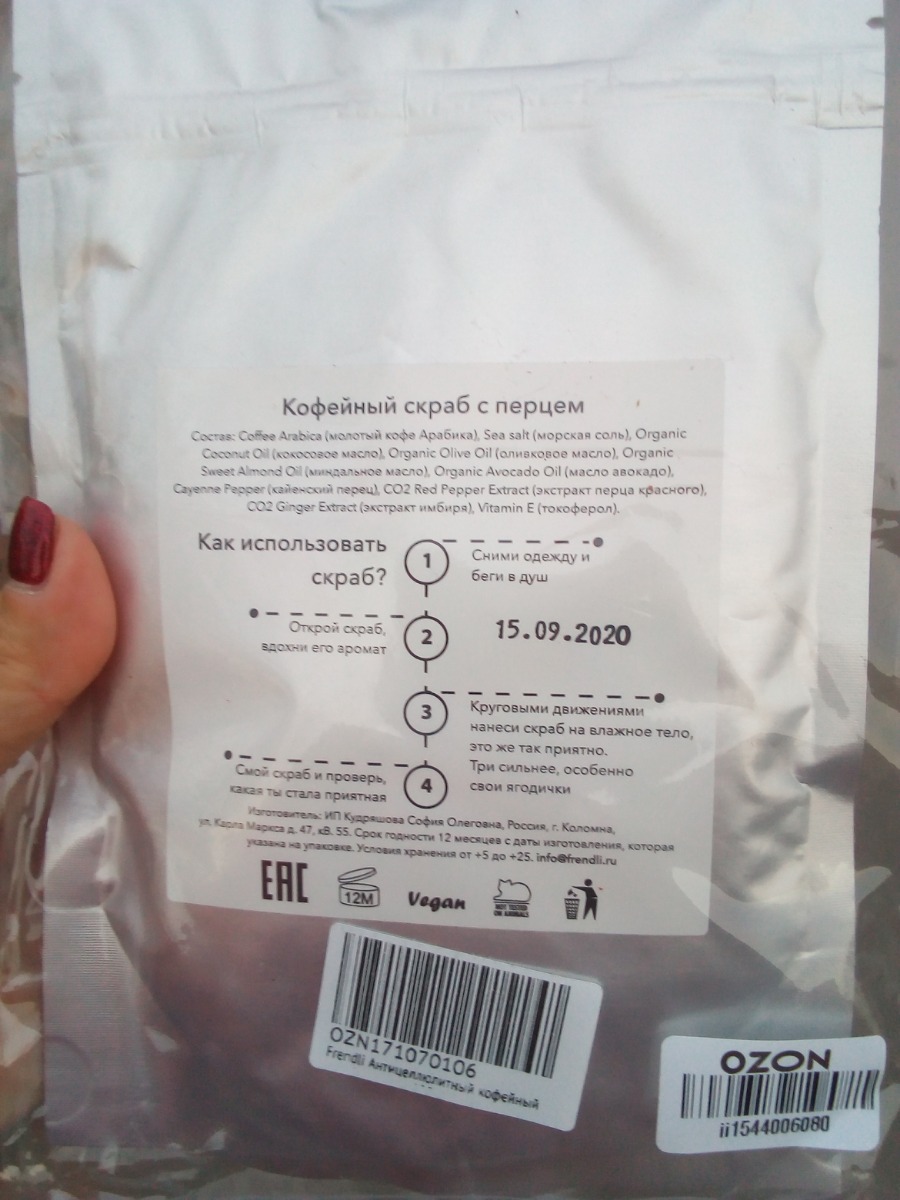 Кофейный скраб с перцем
Состав: Coffee Arabica (молотый кофе Арабика), Sea salt (морская соль), Organic
Coconut Oil (кокосовое масло), Organic Olive Oil (оливковое масло), Organic
Sweet Almond Oil (миндальное масло), Organic Avocado Oil (масло авокадо),
Cayenne Pepper (кайенский перец), CO2 Red Pepper Extract (экстракт перца красного),
CO2 Ginger Extract (экстракт имбиря), Vitamin E (токоферол).
Как использовать
скраб?
1
Сними одежду и
беги в душ
Открой скраб,
вдохни его аромат
2
15.09.2020
3
Круговыми движениями
нанеси скраб на влажное тело,
это же так приятно.
Три сильнее, особенно
свои ягодички
Смой скраб и проверь,
какая ты стала приятная
4
Изготовитель: ИП Кудряшова София Олеговна, Россия, г. Коломна,
ул. Карла Маркса д. 47, кв. 55. Срок годности 12 месяцев с даты изготовления, которая
указана на упаковке. Условия хранения от +5 до +25. info@frendli.ru
EAC
12M
Vegan
NOT TESTED
ON ANIMALS
OZN171070106
Frendli Антицеллюлитный кофейный
OZON
ii1544006080